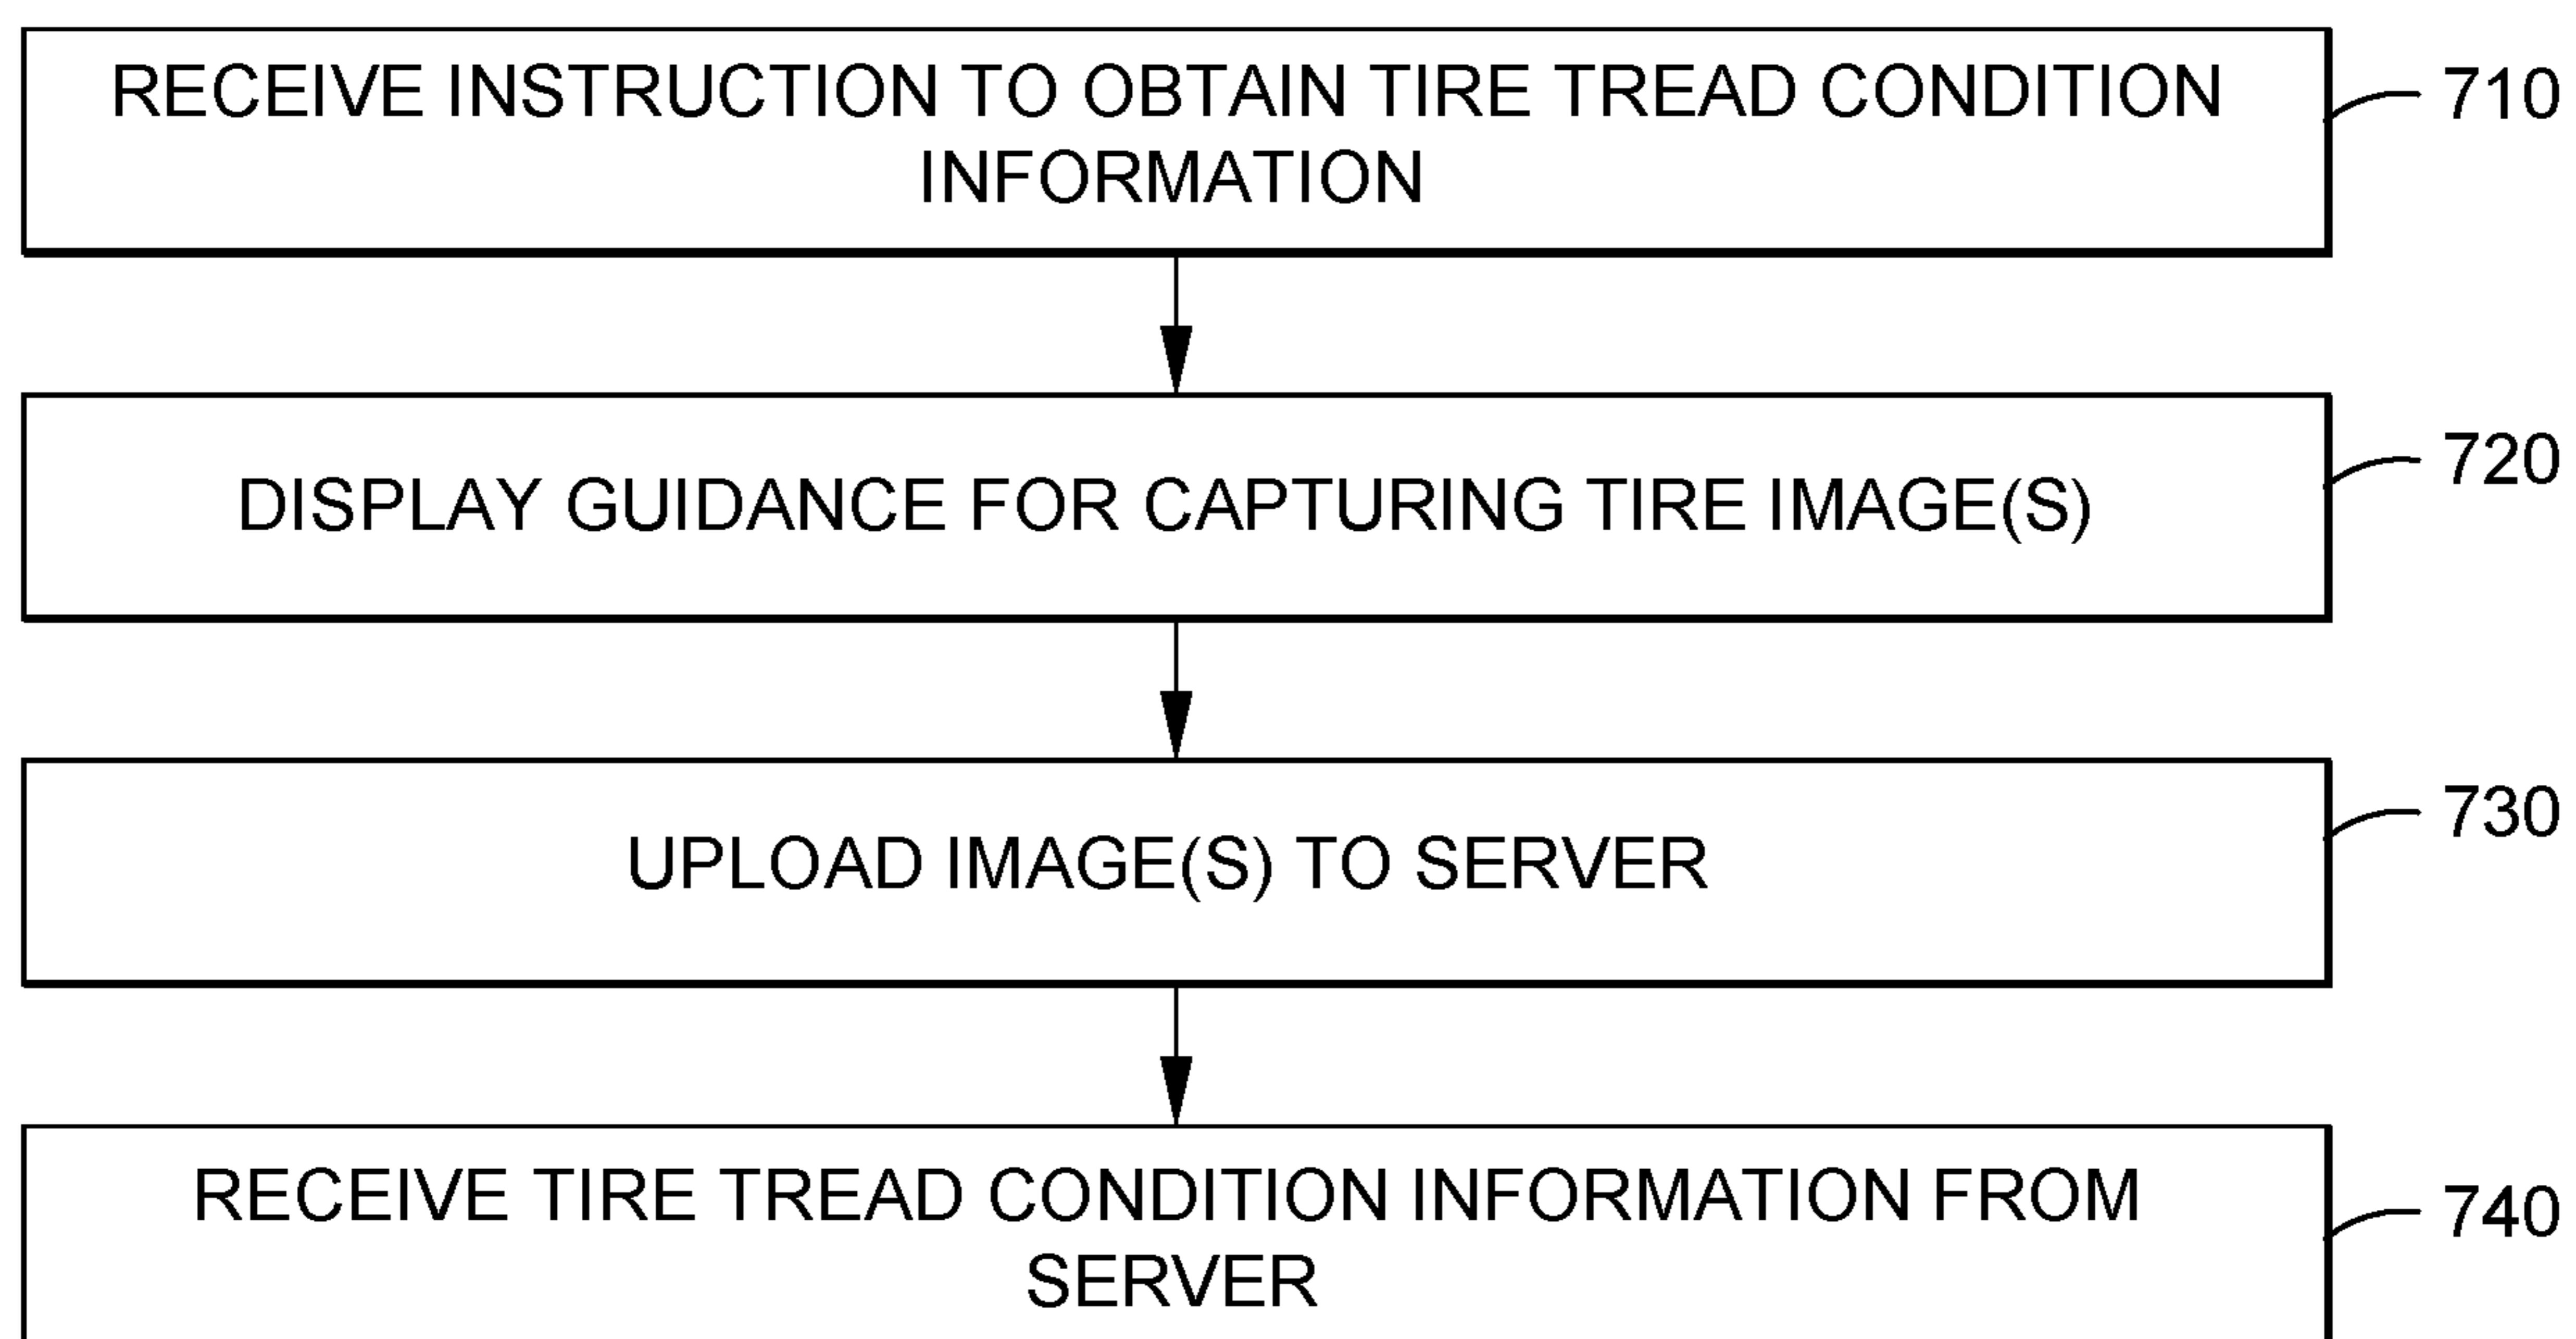 RECEIVE INSTRUCTION TO OBTAIN TIRE TREAD CONDITION
INFORMATION
710
DISPLAY GUIDANCE FOR CAPTURING TIRE IMAGE(S)
720
UPLOAD IMAGE(S) TO SERVER
730
RECEIVE TIRE TREAD CONDITION INFORMATION FROM
SERVER
740